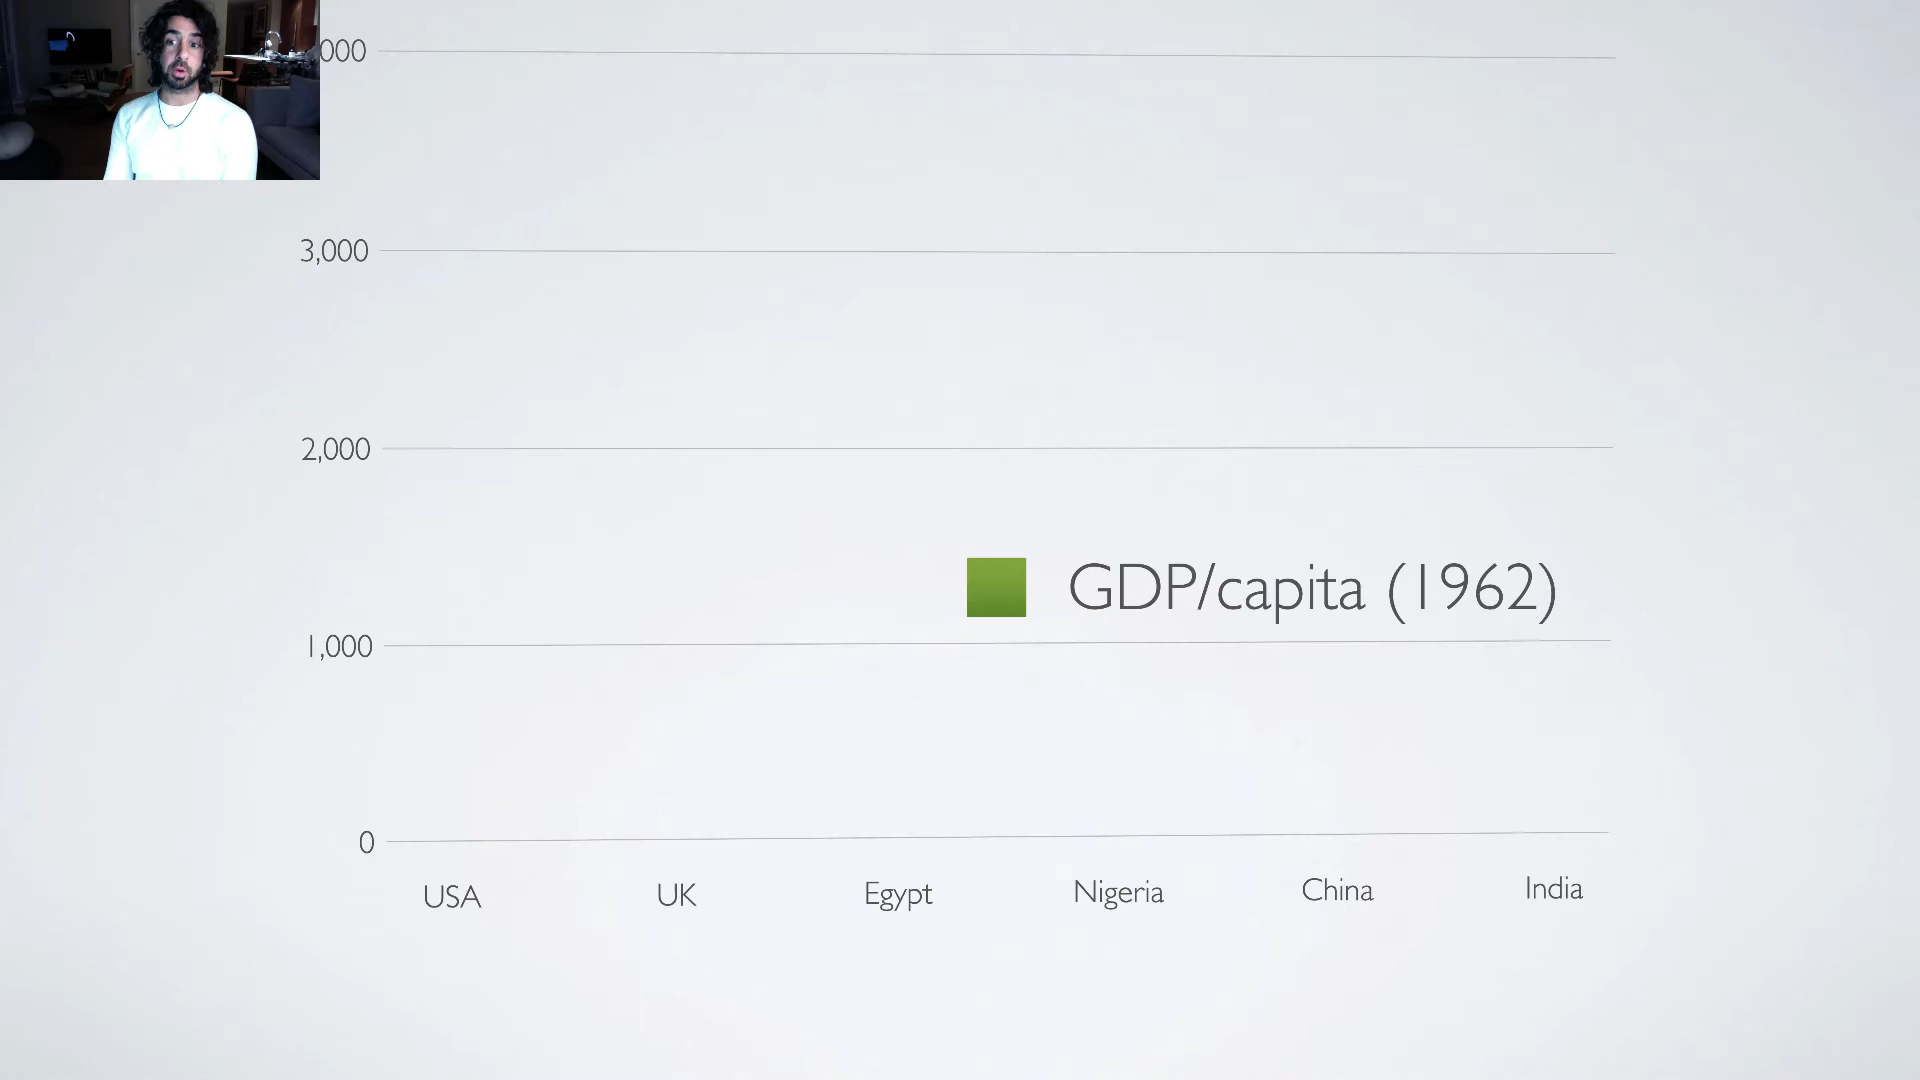 000
3,000
2,000
GDP/capita (1962)
1,000
0
USA UK Egypt Nigeria China India